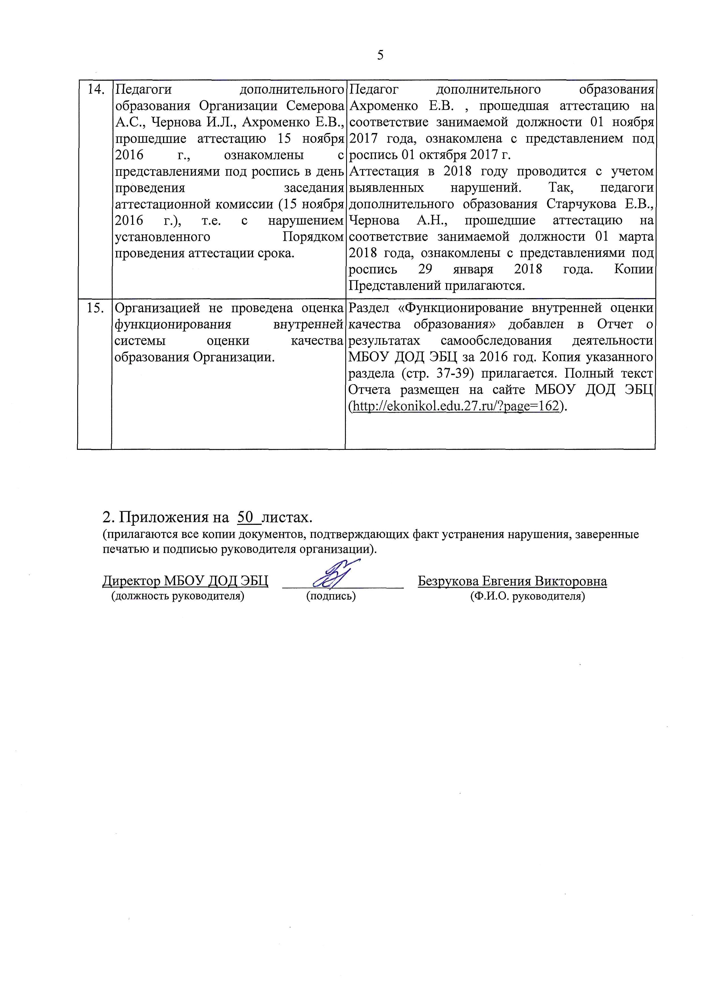 5
14.
Педагоги дополнительного
образования Организации Семерова
А.С., Чернова И.Л., Ахроменко Е.В.,
прошедшие аттестацию 15 ноября
2016 г., ознакомлены с
представлениями под роспись в день
проведения заседания
аттестационной комиссии (15 ноября
2016 г.), т.е. с нарушением
установленного Порядком
проведения аттестации срока.
Педагог дополнительного образования
Ахроменко Е.В. , прошедшая аттестацию на
соответствие занимаемой должности 01 ноября
2017 года, ознакомлена с представлением под
роспись 01 октября 2017 г.
Аттестация в 2018 году проводится с учетом
выявленных нарушений. Так, педагоги
дополнительного образования Старчукова Е.В.,
Чернова А.Н., прошедшие аттестацию на
соответствие занимаемой должности 01 марта
2018 года, ознакомлены с представлениями под
роспись 29 января 2018 года. Копии
Представлений прилагаются.
15.
Организацией не проведена оценка
функционирования внутренней
системы оценки качества
образования Организации.
Раздел «Функционирование внутренней оценки
качества образования» добавлен в Отчет о
результатах самообследования деятельности
МБОУ ДОД ЭБЦ за 2016 год. Копия указанного
раздела (стр. 37-39) прилагается. Полный текст
Отчета размещен на сайте МБОУ ДОД ЭБЦ
(http://ekonikol.edu.27.ru/?page=162).
2. Приложения на 50 листах.
(прилагаются все копии документов, подтверждающих факт устранения нарушения, заверенные
печатью и подписью руководителя организации).
Директор МБОУ ДОД ЭБЦ Безрукова Евгения Викторовна
(должность руководителя) (подпись) (Ф.И.О. руководителя)